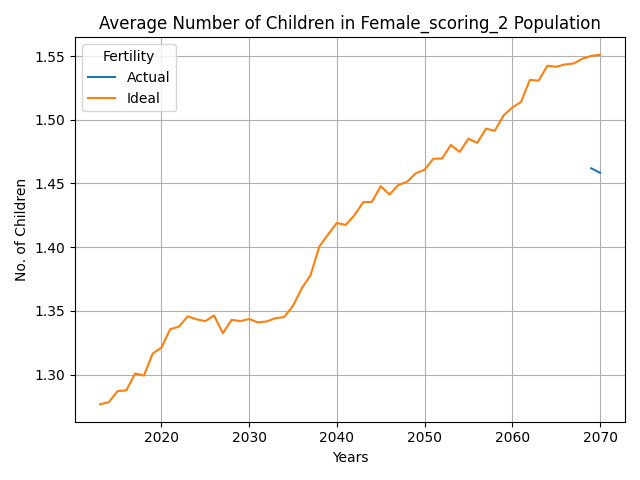 Average Number of Children in Female_scoring_2 Population
Fertility
Actual
Ideal
No. of Children
1.55
1.50
1.45
1.40
1.35
1.30
2020 2030 2040 2050 2060 2070
Years